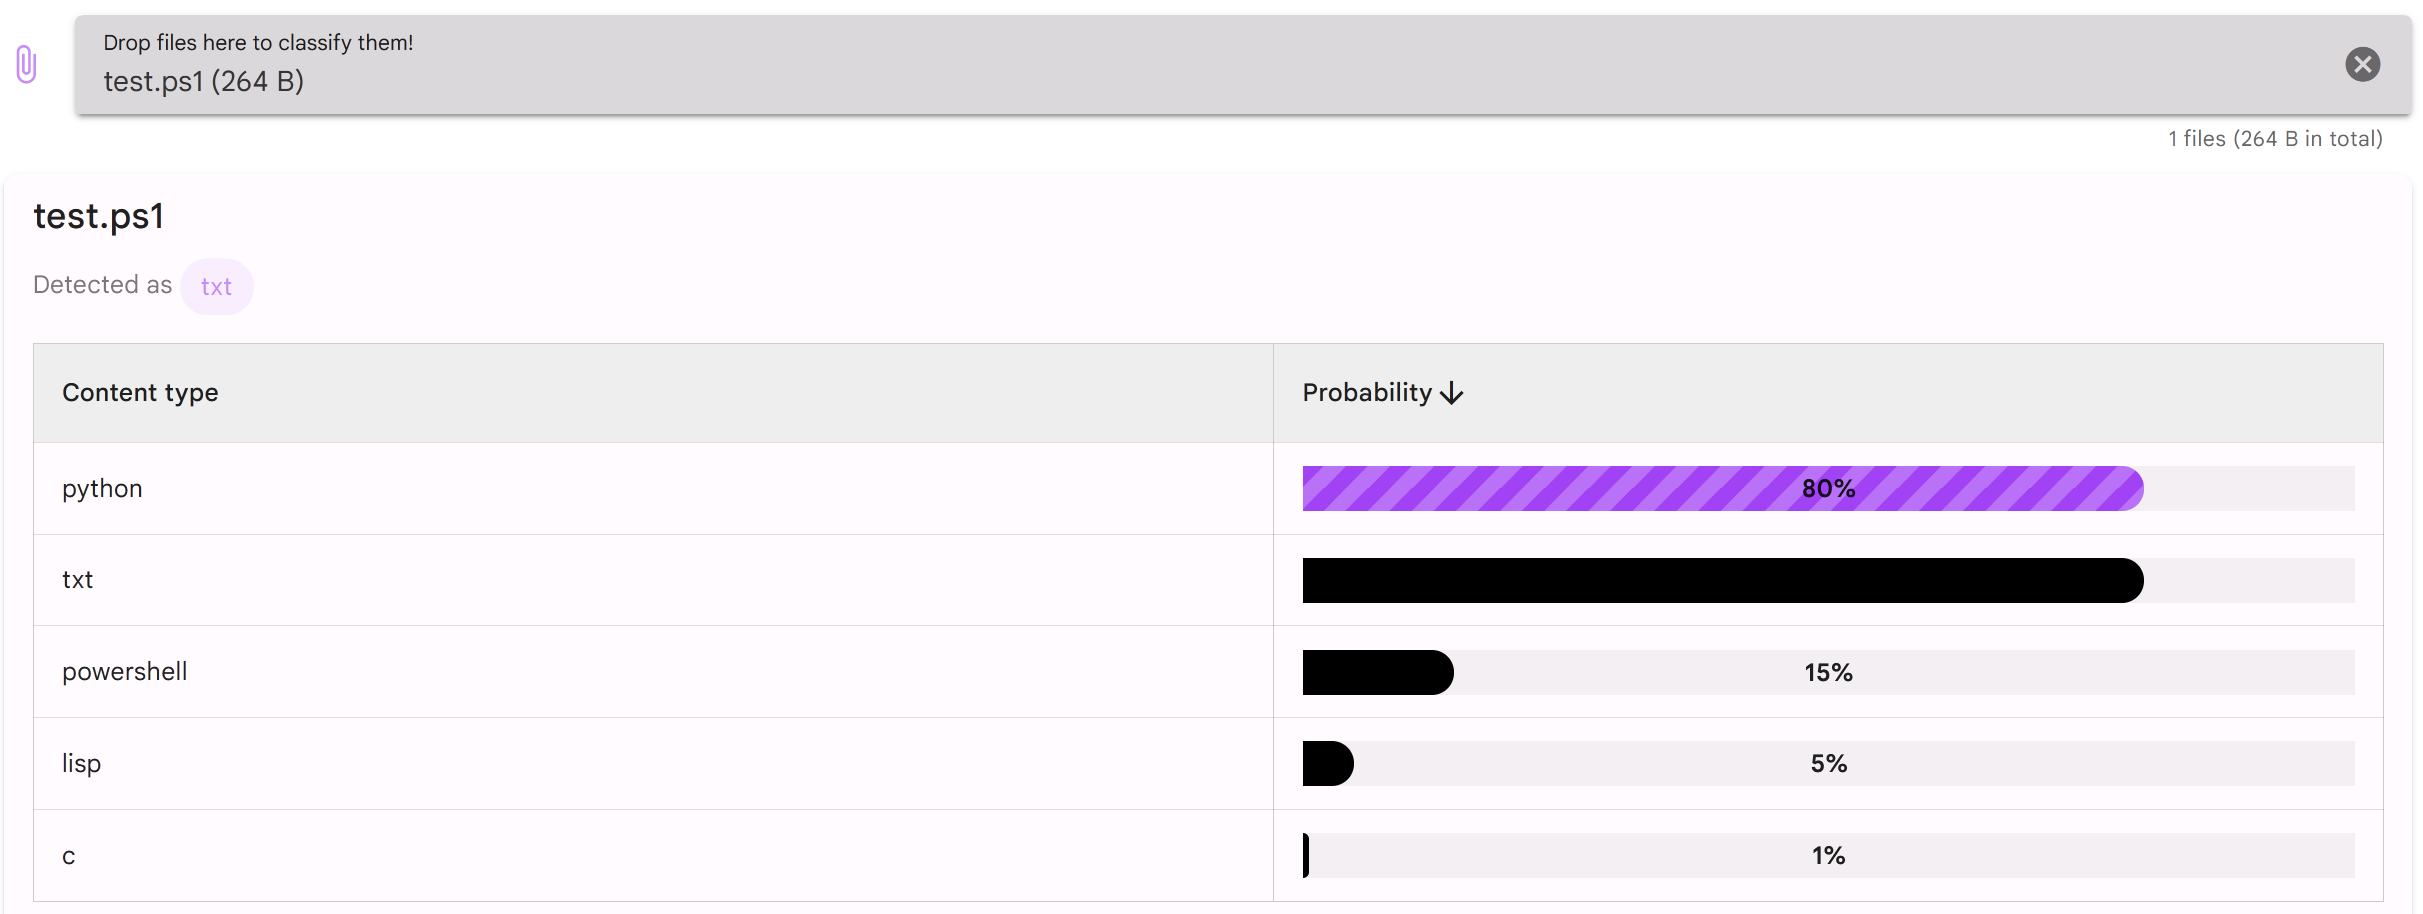 Drop files here to classify them!
test.ps1 (264 B)
1 files (264 B in total)
test.ps1
Detected as txt
Content type Probability
python 80%
txt
powershell 15%
lisp 5%
c 1%